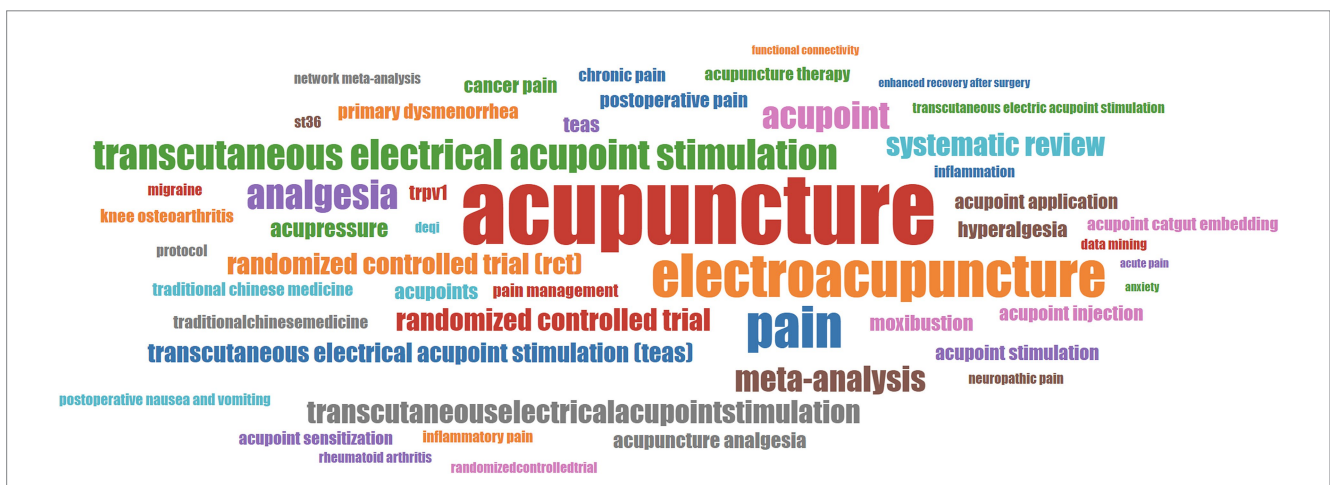 functional connectivity
network meta-analysis
cancer pain
chronic pain
acupuncture therapy
enhanced recovery after surgery
st36
primary dysmenorrhea
teas
postoperative pain
acupoint
transcutaneous electric acupoint stimulation
transcutaneous electrical acupoint stimulation
systematic review
inflammation
migraine
analgesia
trpv1
acupuncture
acupoint application
knee osteoarthritis
acupressure
deqi
hyperalgesia
acupoint catgut embedding
data mining
protocol
randomized controlled trial (rct)
electroacupuncture
acute pain
traditional chinese medicine
acupoints
pain management
anxiety
traditionalchinesemedicine
randomized controlled trial
pain
moxibustion
acupoint injection
transcutaneous electrical acupoint stimulation (teas)
acupoint stimulation
meta-analysis
neuropathic pain
postoperative nausea and vomiting
transcutaneouselectricalacupointstimulation
acupoint sensitization
inflammatory pain
acupuncture analgesia
rheumatoid arthritis
randomizedcontrolledtrial